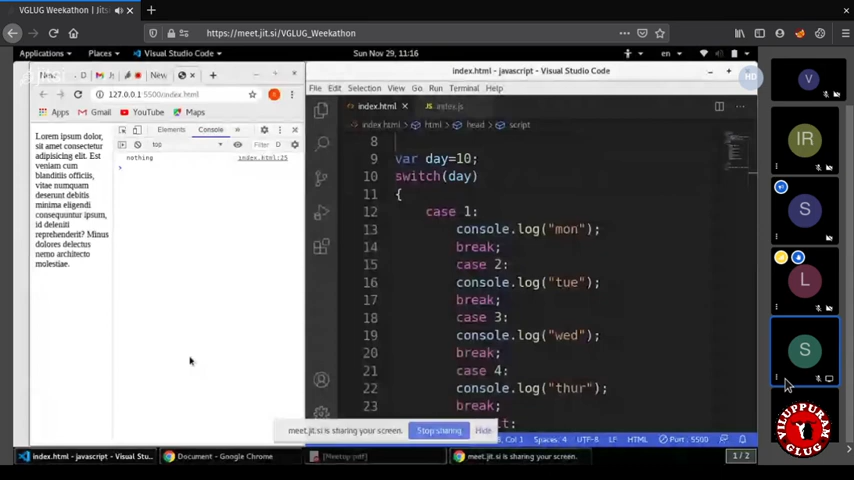 VGLUG Weekathon | Jits
https://meet.jit.si/VGLUG_Weekathon
Applications Places Visual Studio Code Sun Nov 29, 11:16 en
HD
V
index.html - javascript - Visual Studio Code
File Edit Selection View Go Run Terminal Help
New
127.0.0.1:5500/index.html
Apps Gmail YouTube Maps
index.html index.js
index.html > html > head > script
Elements Console
top Filter D
nothing index.html:25
Lorem ipsum dolor,
sit amet consectetur
adipisicing elit. Est
veniam cum
blanditiis officiis,
vitae numquam
deserunt debitis
minima eligendi
consequuntur ipsum,
id deleniti
reprehenderit? Minus
dolores delectus
nemo architecto
molestiae.
8
9 var day=10;
10 switch(day)
11 {
12 case 1:
13 console.log("mon");
14 break;
15 case 2:
16 console.log("tue");
17 break;
18 case 3:
19 console.log("wed");
20 break;
21 case 4:
22 console.log("thur");
23 break;
IR
S
L
S
meet.jit.si is sharing your screen. Stop sharing Hide
Col 1 Spaces: 4 UTF-8 LF HTML Port : 5500
VILUPPURAM
GLUG
index.html - javascript - Visual Stu... Document - Google Chrome meet.jit.si is sharing your screen. 1 / 2